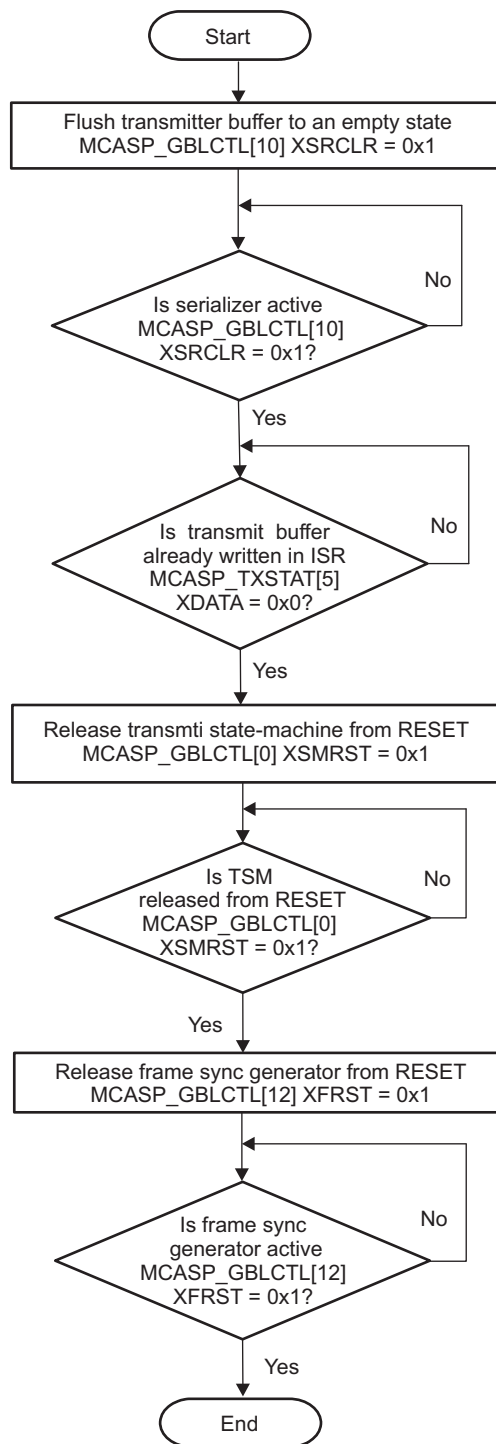 Start
Flush transmitter buffer to an empty state
MCASP_GBLCTL[10] XSRCLR = 0x1
No
Is serializer active
MCASP_GBLCTL[10]
XSRCLR = 0x1?
Yes
No
Is transmit buffer
already written in ISR
MCASP_TXSTAT[5]
XDATA = 0x0?
Yes
Release transmti state-machine from RESET
MCASP_GBLCTL[0] XSMRST = 0x1
No
Is TSM
released from RESET
MCASP_GBLCTL[0]
XSMRST = 0x1?
Yes
Release frame sync generator from RESET
MCASP_GBLCTL[12] XFRST = 0x1
No
Is frame sync
generator active
MCASP_GBLCTL[12]
XFRST = 0x1?
Yes
End